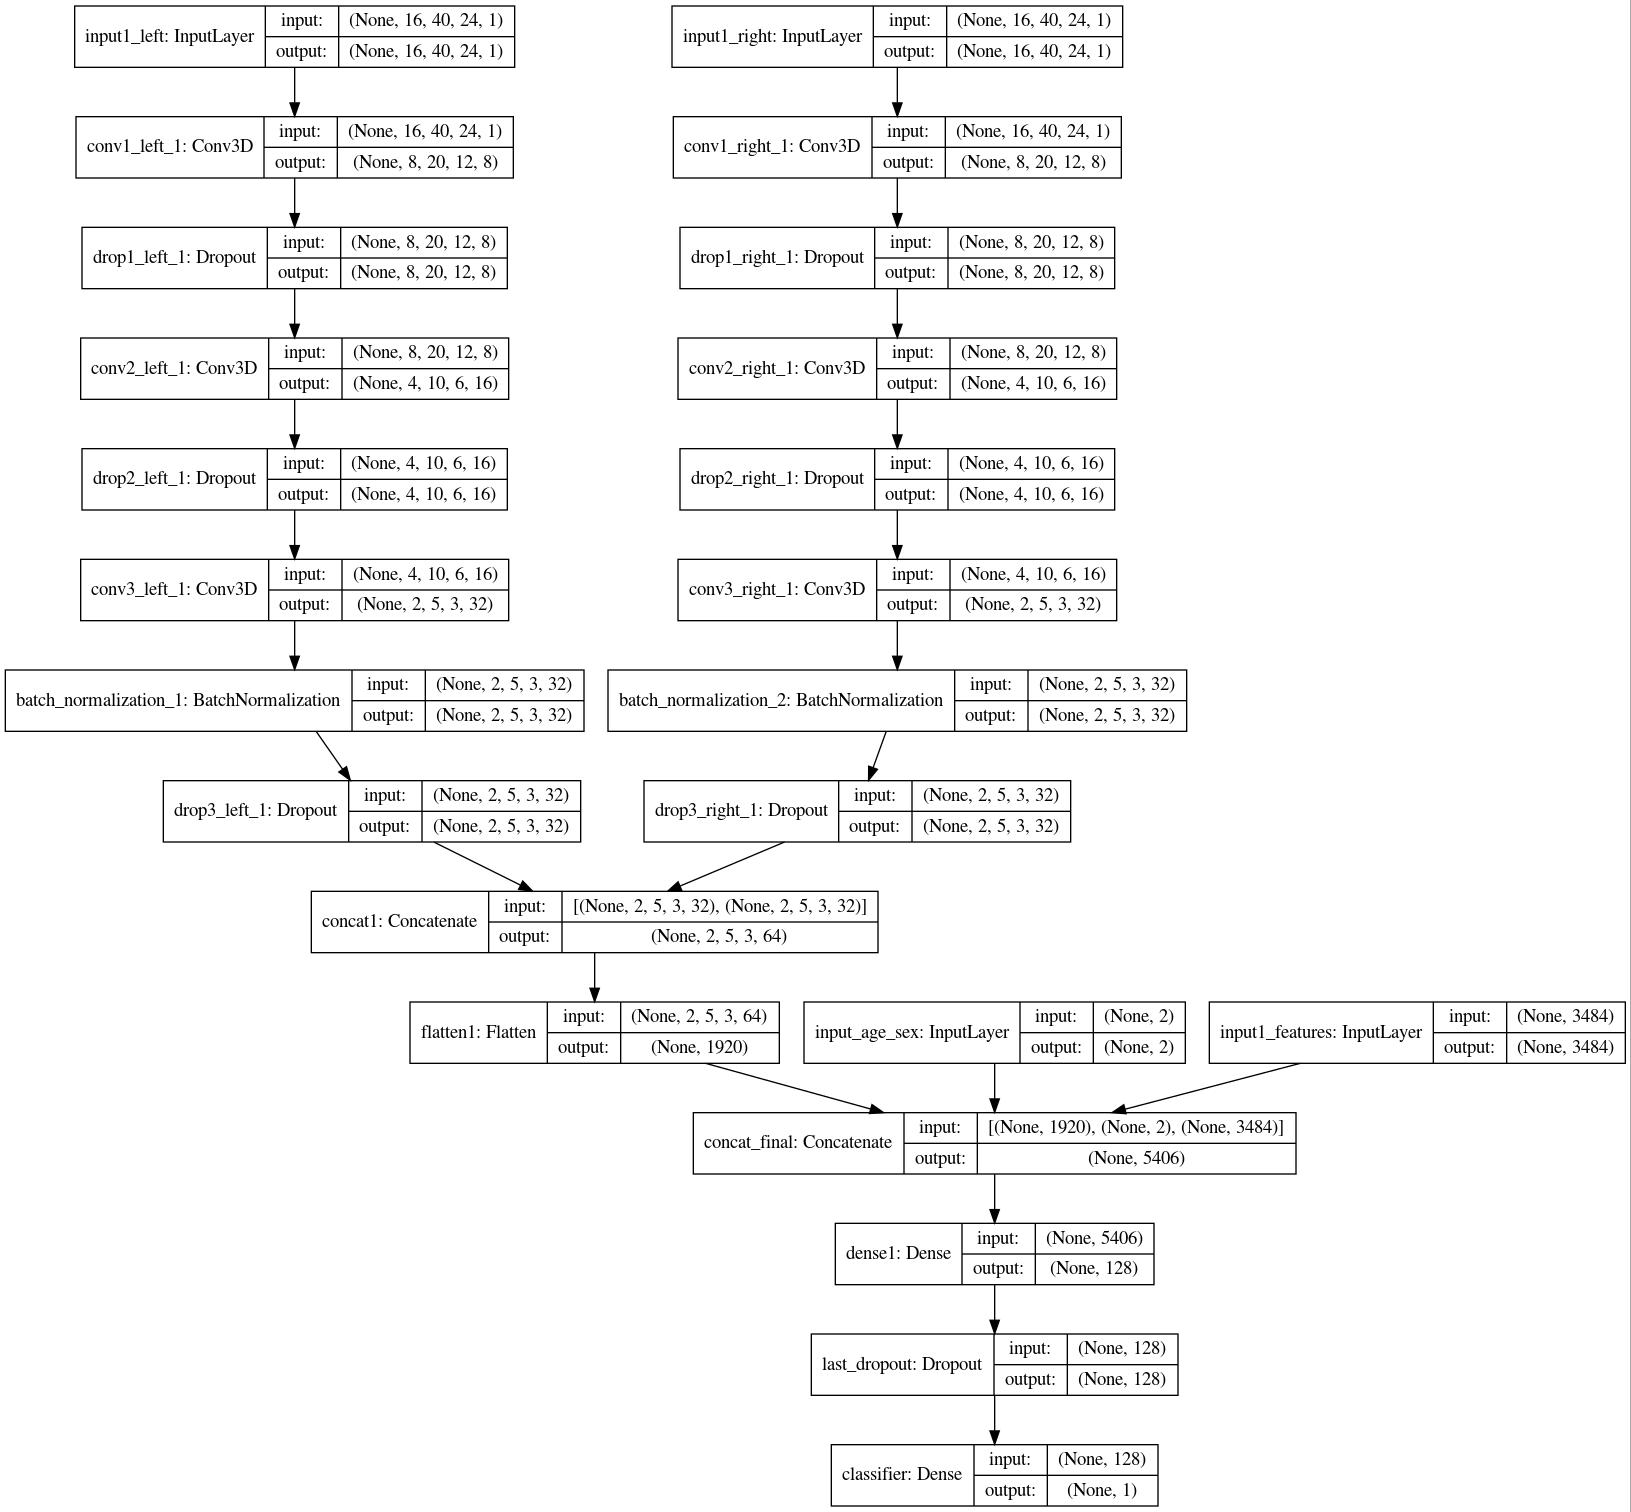 input1_left: InputLayer
input:
(None, 16, 40, 24, 1)
output:
(None, 16, 40, 24, 1)
input1_right: InputLayer
input:
(None, 16, 40, 24, 1)
output:
(None, 16, 40, 24, 1)
conv1_left_1: Conv3D
input:
(None, 16, 40, 24, 1)
output:
(None, 8, 20, 12, 8)
conv1_right_1: Conv3D
input:
(None, 16, 40, 24, 1)
output:
(None, 8, 20, 12, 8)
drop1_left_1: Dropout
input:
(None, 8, 20, 12, 8)
output:
(None, 8, 20, 12, 8)
drop1_right_1: Dropout
input:
(None, 8, 20, 12, 8)
output:
(None, 8, 20, 12, 8)
conv2_left_1: Conv3D
input:
(None, 8, 20, 12, 8)
output:
(None, 4, 10, 6, 16)
conv2_right_1: Conv3D
input:
(None, 8, 20, 12, 8)
output:
(None, 4, 10, 6, 16)
drop2_left_1: Dropout
input:
(None, 4, 10, 6, 16)
output:
(None, 4, 10, 6, 16)
drop2_right_1: Dropout
input:
(None, 4, 10, 6, 16)
output:
(None, 4, 10, 6, 16)
conv3_left_1: Conv3D
input:
(None, 4, 10, 6, 16)
output:
(None, 2, 5, 3, 32)
conv3_right_1: Conv3D
input:
(None, 4, 10, 6, 16)
output:
(None, 2, 5, 3, 32)
batch_normalization_1: BatchNormalization
input:
(None, 2, 5, 3, 32)
output:
(None, 2, 5, 3, 32)
batch_normalization_2: BatchNormalization
input:
(None, 2, 5, 3, 32)
output:
(None, 2, 5, 3, 32)
drop3_left_1: Dropout
input:
(None, 2, 5, 3, 32)
output:
(None, 2, 5, 3, 32)
drop3_right_1: Dropout
input:
(None, 2, 5, 3, 32)
output:
(None, 2, 5, 3, 32)
concat1: Concatenate
input:
[(None, 2, 5, 3, 32), (None, 2, 5, 3, 32)]
output:
(None, 2, 5, 3, 64)
flatten1: Flatten
input:
(None, 2, 5, 3, 64)
output:
(None, 1920)
input_age_sex: InputLayer
input:
(None, 2)
output:
(None, 2)
input1_features: InputLayer
input:
(None, 3484)
output:
(None, 3484)
concat_final: Concatenate
input:
[(None, 1920), (None, 2), (None, 3484)]
output:
(None, 5406)
dense1: Dense
input:
(None, 5406)
output:
(None, 128)
last_dropout: Dropout
input:
(None, 128)
output:
(None, 128)
classifier: Dense
input:
(None, 128)
output:
(None, 1)